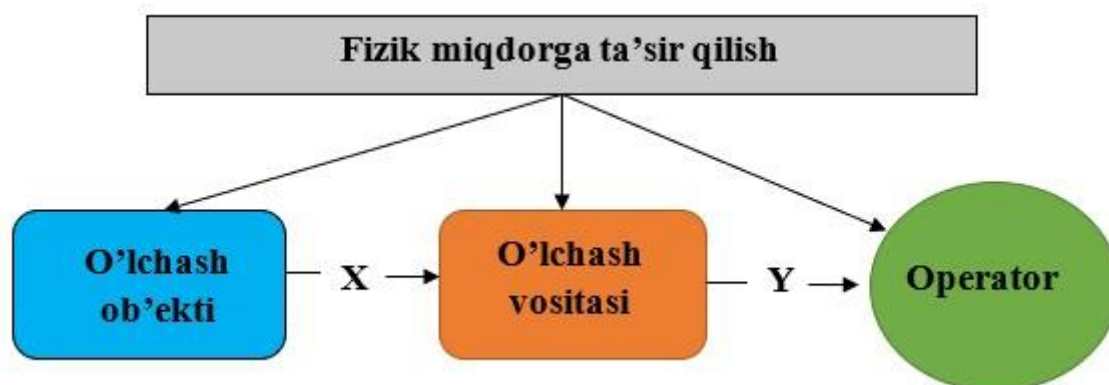 Fizik miqdorga ta’sir qilish
O’lchash
ob’ekti
X
O’lchash
vositasi
Y
Operator